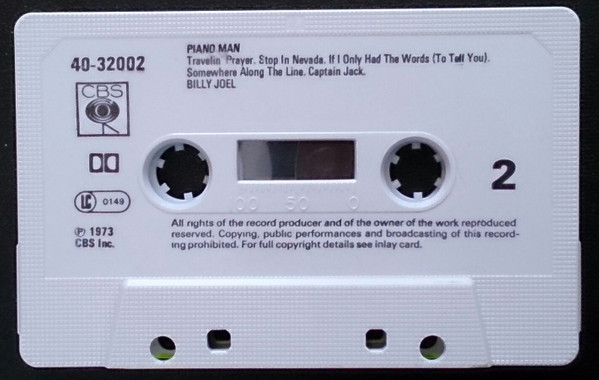 PIANO MAN
Travelin' Prayer. Stop In Nevada. If I Only Had The Words (To Tell You).
Somewhere Along The Line. Captain Jack.
BILLY JOEL
40-32002
CBS
LC 0149
℗ 1973
CBS Inc.
2
00 50 0
All rights of the record producer and of the owner of the work reproduced
reserved. Copying, public performances and broadcasting of this record-
ing prohibited. For full copyright details see inlay card.